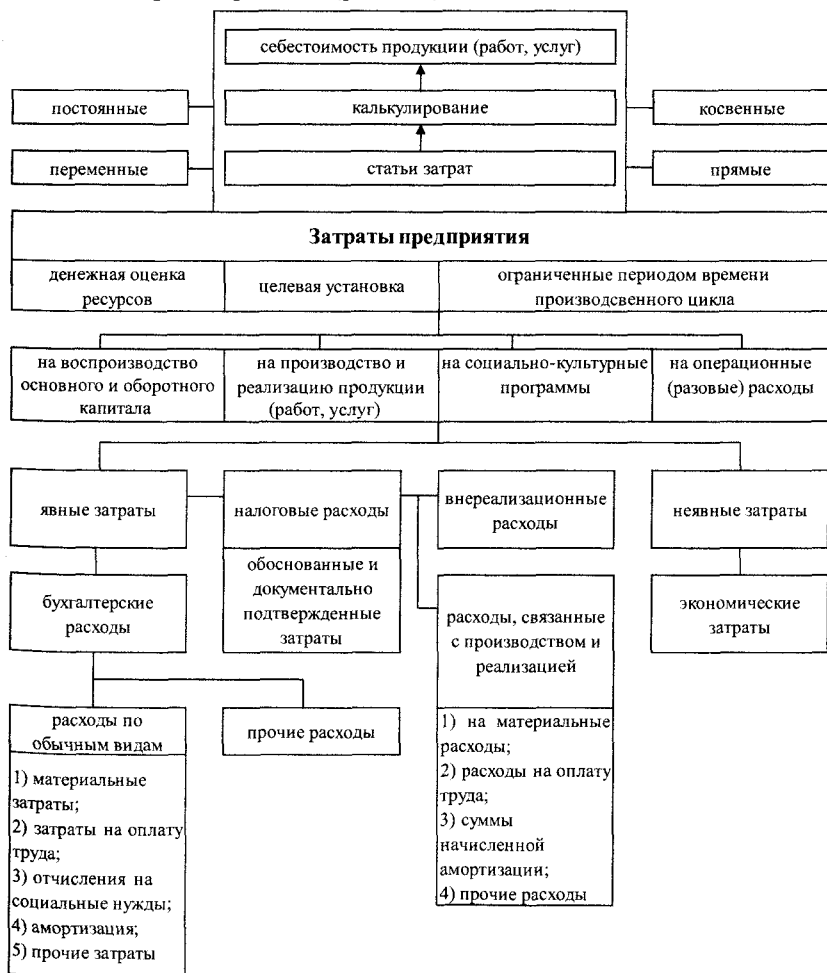 себестоимость продукции (работ, услуг)
постоянные
калькулирование
косвенные
переменные
статьи затрат
прямые
Затраты предприятия
денежная оценка
ресурсов
целевая установка
ограниченные периодом времени
производсвенного цикла
на воспроизводство
основного и оборотного
капитала
на производство и
реализацию продукции
(работ, услуг)
на социально-культурные
программы
на операционные
(разовые) расходы
явные затраты
налоговые расходы
внереализационные
расходы
неявные затраты
обоснованные и
документально
подтвержденные
затраты
бухгалтерские
расходы
расходы, связанные
с производством и
реализацией
экономические
затраты
расходы по
обычным видам
прочие расходы
1) материальные
затраты;
2) затраты на оплату
труда;
3) отчисления на
социальные нужды;
4) амортизация;
5) прочие затраты
1) на материальные
расходы;
2) расходы на оплату
труда;
3) суммы
начисленной
амортизации;
4) прочие расходы